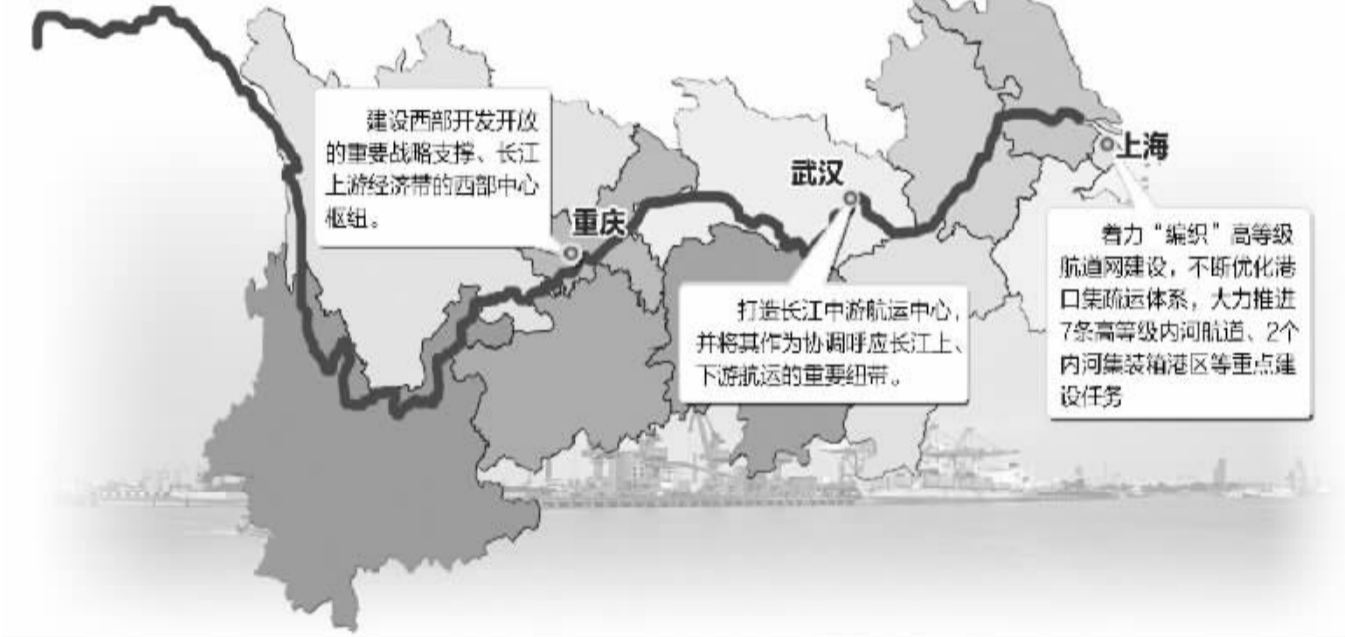 建设西部开发开放
的重要战略支撑、长江
上游经济带的西部中心
枢纽。
重庆
武汉
打造长江中游航运中心，
并将其作为协调呼应长江上、
下游航运的重要纽带。
上海
着力“编织”高等级
航道网建设，不断优化港
口集疏运体系，大力推进
7条高等级内河航道、2个
内河集装箱港区等重点建
设任务